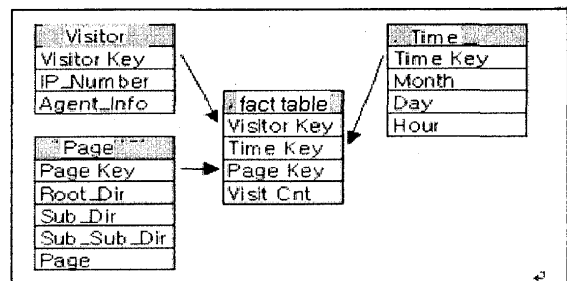 Visitor
Visitor Key
IP_Number
Agent_Info
Page
Page Key
Root_Dir
Sub_Dir
Sub_Sub_Dir
Page
fact table
Visitor Key
Time Key
Page Key
Visit Cnt
Time
Time Key
Month
Day
Hour